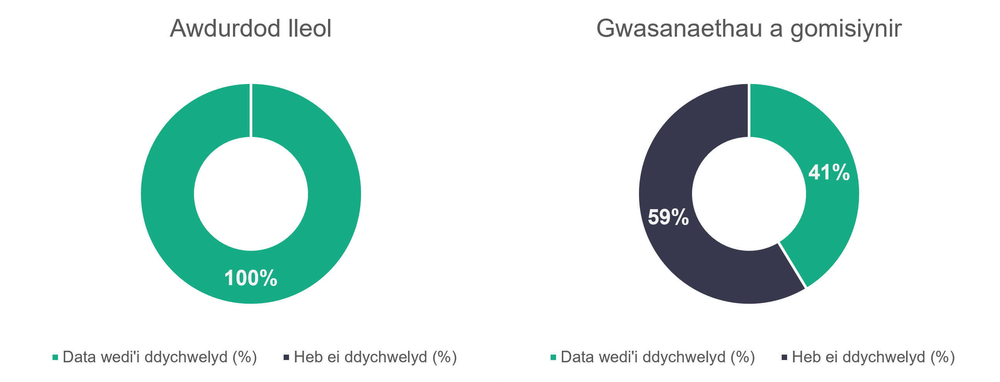 Awdurdod lleol
100%
Data wedi'i ddychwelyd (%)
Heb ei ddychwelyd (%)
Gwasanaethau a gomisiynir
41%
59%
Data wedi'i ddychwelyd (%)
Heb ei ddychwelyd (%)